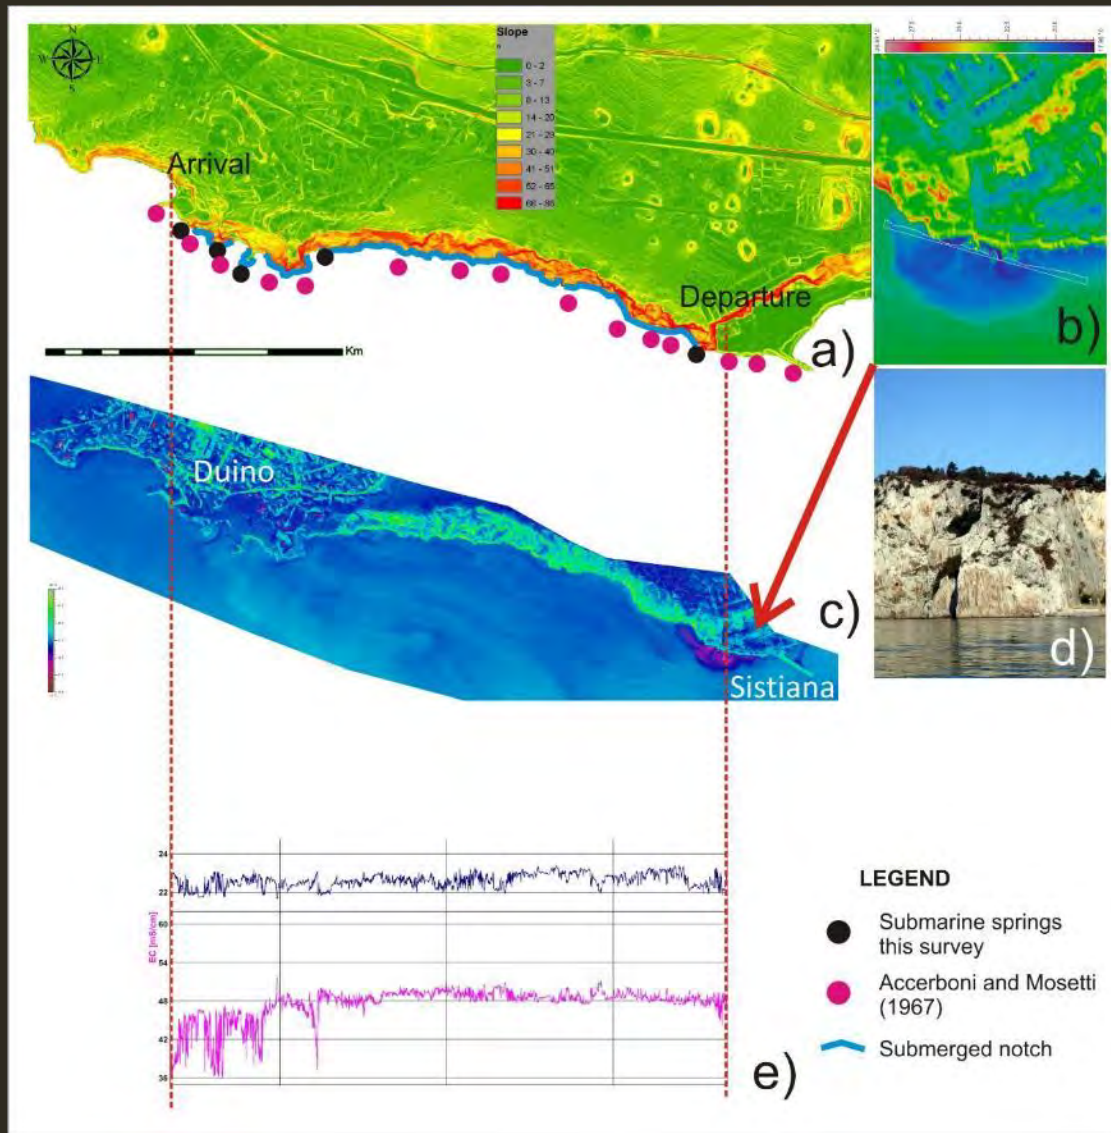 Slope
0 - 2
3 - 7
8 - 13
14 - 20
21 - 29
30 - 40
41 - 51
52 - 65
66 - 86
N
W
E
S
Arrival
Departure
Km
a)
b)
Duino
c)
Sistiana
d)
24
22
60
54
48
42
36
EC [mS/cm]
e)
LEGEND
Submarine springs
this survey
Accerboni and Mosetti
(1967)
Submerged notch